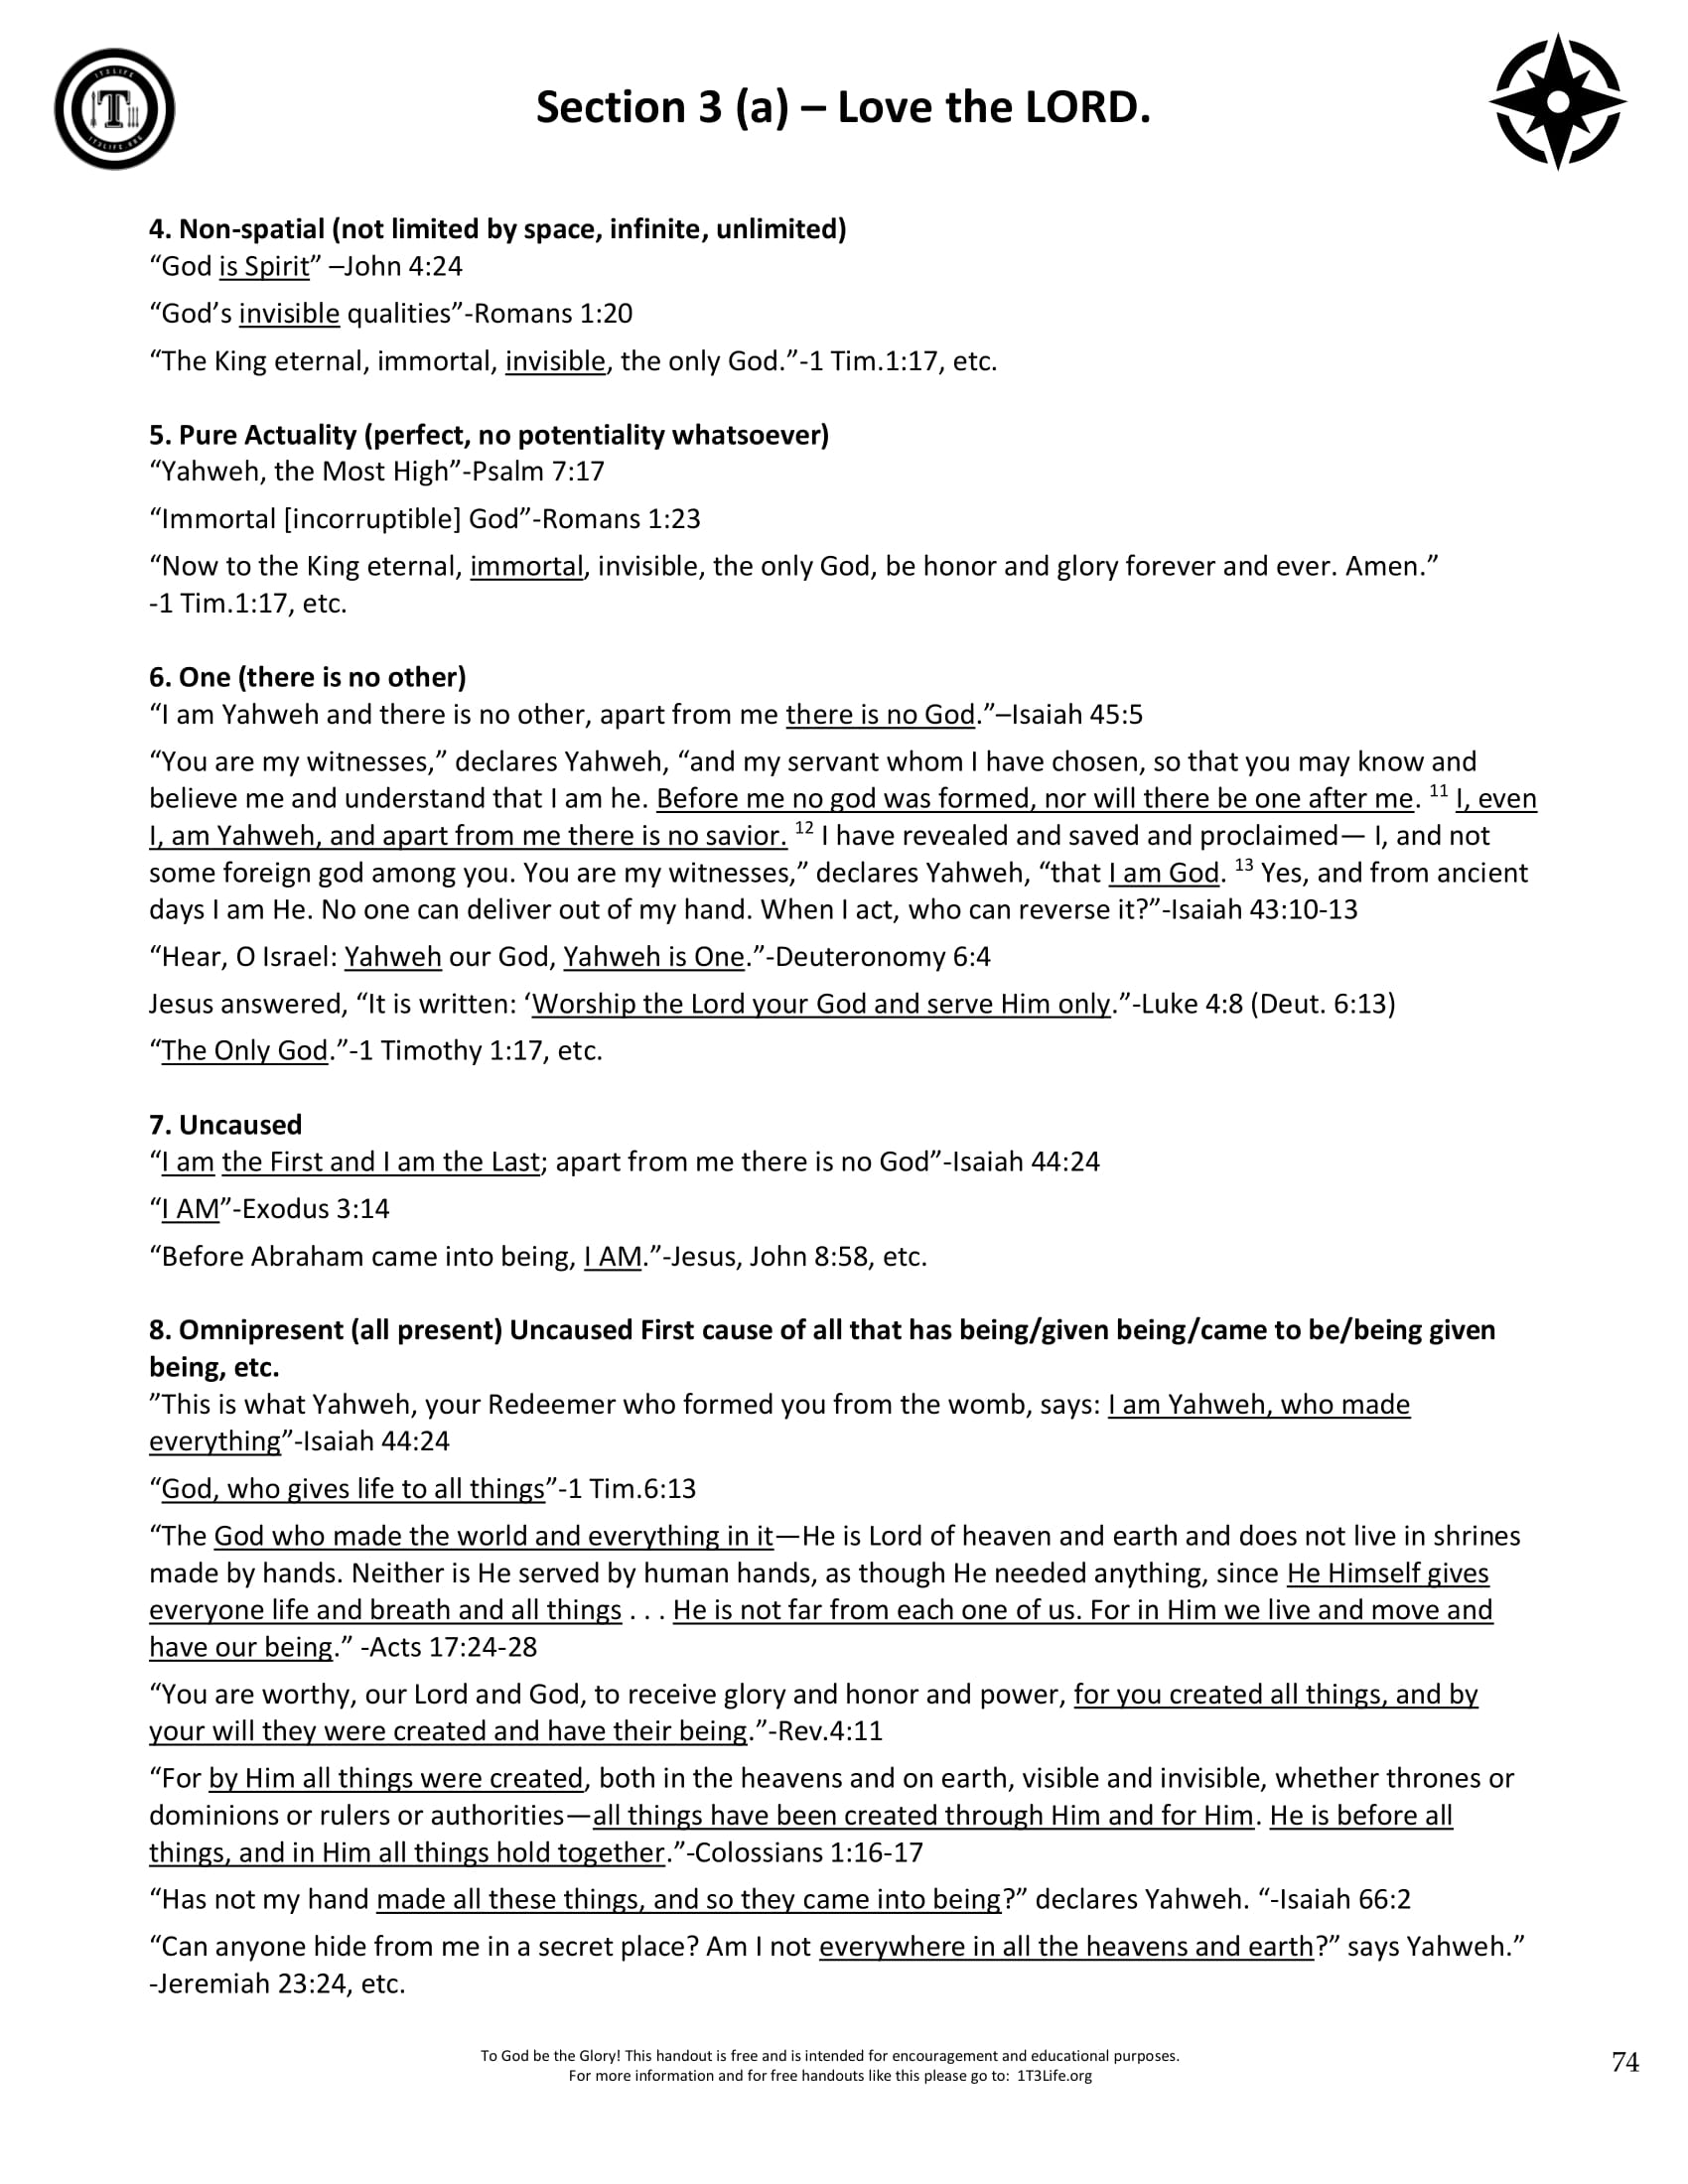 1T3LIFE
T
1T3LIFE.ORG
Section 3 (a) – Love the LORD.
4. Non-spatial (not limited by space, infinite, unlimited)
“God is Spirit” –John 4:24
“God’s invisible qualities”-Romans 1:20
“The King eternal, immortal, invisible, the only God.”-1 Tim.1:17, etc.
5. Pure Actuality (perfect, no potentiality whatsoever)
“Yahweh, the Most High”-Psalm 7:17
“Immortal [incorruptible] God”-Romans 1:23
“Now to the King eternal, immortal, invisible, the only God, be honor and glory forever and ever. Amen.”
-1 Tim.1:17, etc.
6. One (there is no other)
“I am Yahweh and there is no other, apart from me there is no God.”–Isaiah 45:5
“You are my witnesses,” declares Yahweh, “and my servant whom I have chosen, so that you may know and
believe me and understand that I am he. Before me no god was formed, nor will there be one after me. 11 I, even
I, am Yahweh, and apart from me there is no savior. 12 I have revealed and saved and proclaimed— I, and not
some foreign god among you. You are my witnesses,” declares Yahweh, “that I am God. 13 Yes, and from ancient
days I am He. No one can deliver out of my hand. When I act, who can reverse it?”-Isaiah 43:10-13
“Hear, O Israel: Yahweh our God, Yahweh is One.”-Deuteronomy 6:4
Jesus answered, “It is written: ‘Worship the Lord your God and serve Him only.”-Luke 4:8 (Deut. 6:13)
“The Only God.”-1 Timothy 1:17, etc.
7. Uncaused
“I am the First and I am the Last; apart from me there is no God”-Isaiah 44:24
“I AM”-Exodus 3:14
“Before Abraham came into being, I AM.”-Jesus, John 8:58, etc.
8. Omnipresent (all present) Uncaused First cause of all that has being/given being/came to be/being given
being, etc.
”This is what Yahweh, your Redeemer who formed you from the womb, says: I am Yahweh, who made
everything”-Isaiah 44:24
“God, who gives life to all things”-1 Tim.6:13
“The God who made the world and everything in it—He is Lord of heaven and earth and does not live in shrines
made by hands. Neither is He served by human hands, as though He needed anything, since He Himself gives
everyone life and breath and all things . . . He is not far from each one of us. For in Him we live and move and
have our being.” -Acts 17:24-28
“You are worthy, our Lord and God, to receive glory and honor and power, for you created all things, and by
your will they were created and have their being.”-Rev.4:11
“For by Him all things were created, both in the heavens and on earth, visible and invisible, whether thrones or
dominions or rulers or authorities—all things have been created through Him and for Him. He is before all
things, and in Him all things hold together.”-Colossians 1:16-17
“Has not my hand made all these things, and so they came into being?” declares Yahweh. “-Isaiah 66:2
“Can anyone hide from me in a secret place? Am I not everywhere in all the heavens and earth?” says Yahweh.”
-Jeremiah 23:24, etc.
To God be the Glory! This handout is free and is intended for encouragement and educational purposes.
For more information and for free handouts like this please go to: 1T3Life.org
74